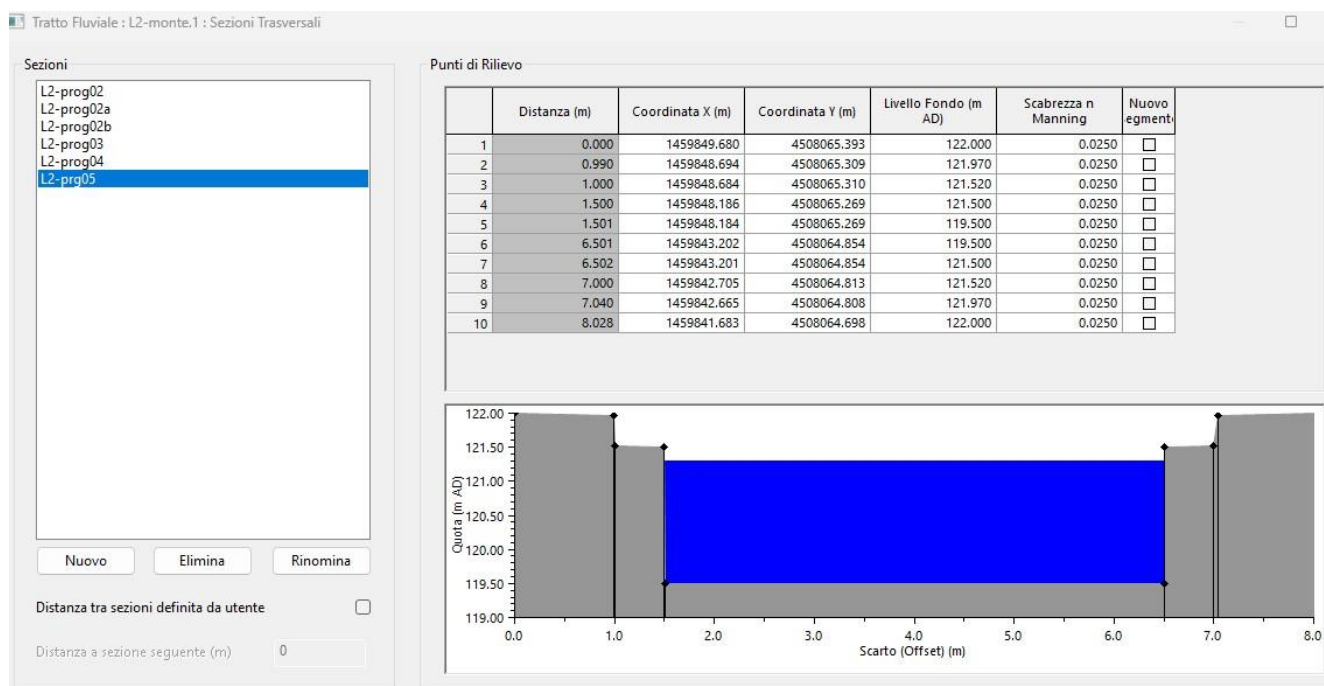 Tratto Fluviale : L2-monte.1 : Sezioni Trasversali
Sezioni
L2-prog02
L2-prog02a
L2-prog02b
L2-prog03
L2-prog04
L2-prg05
Nuovo Elimina Rinomina
Distanza tra sezioni definita da utente
Distanza a sezione seguente (m) 0
Punti di Rilievo
Distanza (m) Coordinata X (m) Coordinata Y (m) Livello Fondo (m AD) Scabrezza n Manning Nuovo egment
1 0.000 1459849.680 4508065.393 122.000 0.0250
2 0.990 1459848.694 4508065.309 121.970 0.0250
3 1.000 1459848.684 4508065.310 121.520 0.0250
4 1.500 1459848.186 4508065.269 121.500 0.0250
5 1.501 1459848.184 4508065.269 119.500 0.0250
6 6.501 1459843.202 4508064.854 119.500 0.0250
7 6.502 1459843.201 4508064.854 121.500 0.0250
8 7.000 1459842.705 4508064.813 121.520 0.0250
9 7.040 1459842.665 4508064.808 121.970 0.0250
10 8.028 1459841.683 4508064.698 122.000 0.0250
Quota (m AD)
122.00
121.50
121.00
120.50
120.00
119.50
119.00
0.0 1.0 2.0 3.0 4.0 5.0 6.0 7.0 8.0
Scarto (Offset) (m)